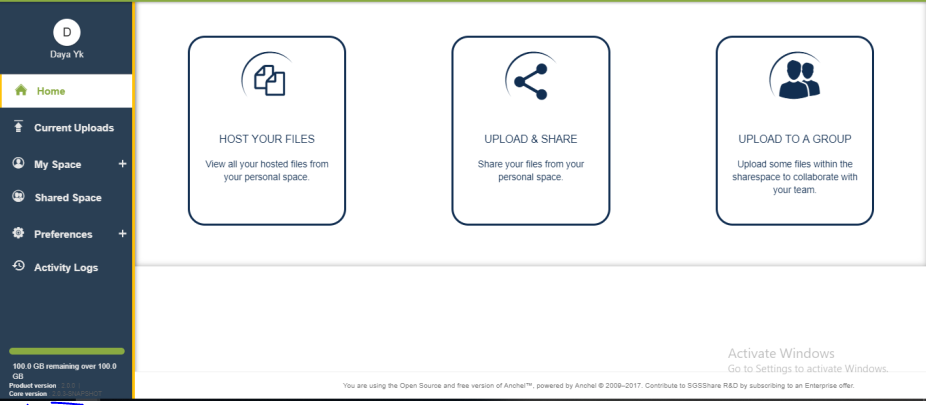 D
Daya Yk
Home
Current Uploads
My Space +
Shared Space
Preferences +
Activity Logs
100.0 GB remaining over 100.0
GB
Product version
Core version
HOST YOUR FILES
View all your hosted files from
your personal space.
UPLOAD & SHARE
Share your files from your
personal space.
UPLOAD TO A GROUP
Upload some files within the
sharespace to collaborate with
your team.
Activate Windows
Go to Settings to activate Windows.
You are using the Open Source and free version of Anohel™, powered by Anohel © 2009–2017. Contribute to SGSShare R&D by subscribing to an Enterprise offer.